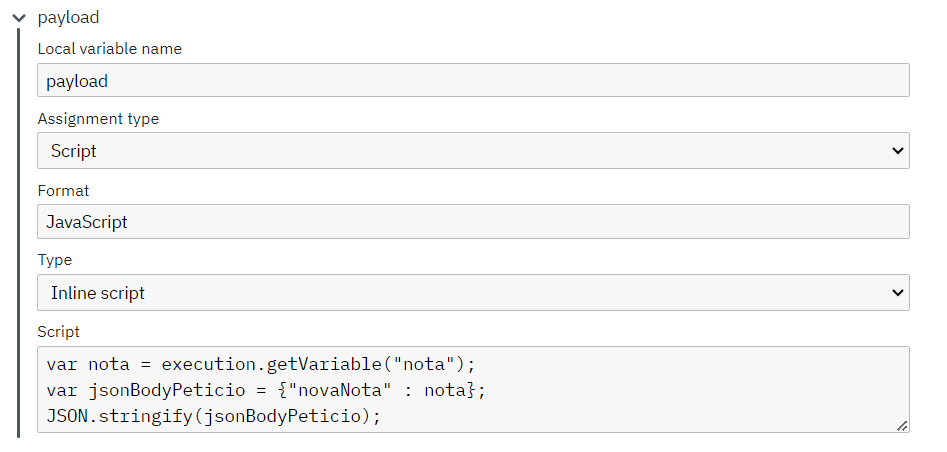 payload
Local variable name
payload
Assignment type
Script
Format
JavaScript
Type
Inline script
Script
var nota = execution.getVariable("nota");
var jsonBodyPeticio = {"novaNota" : nota};
JSON.stringify(jsonBodyPeticio);